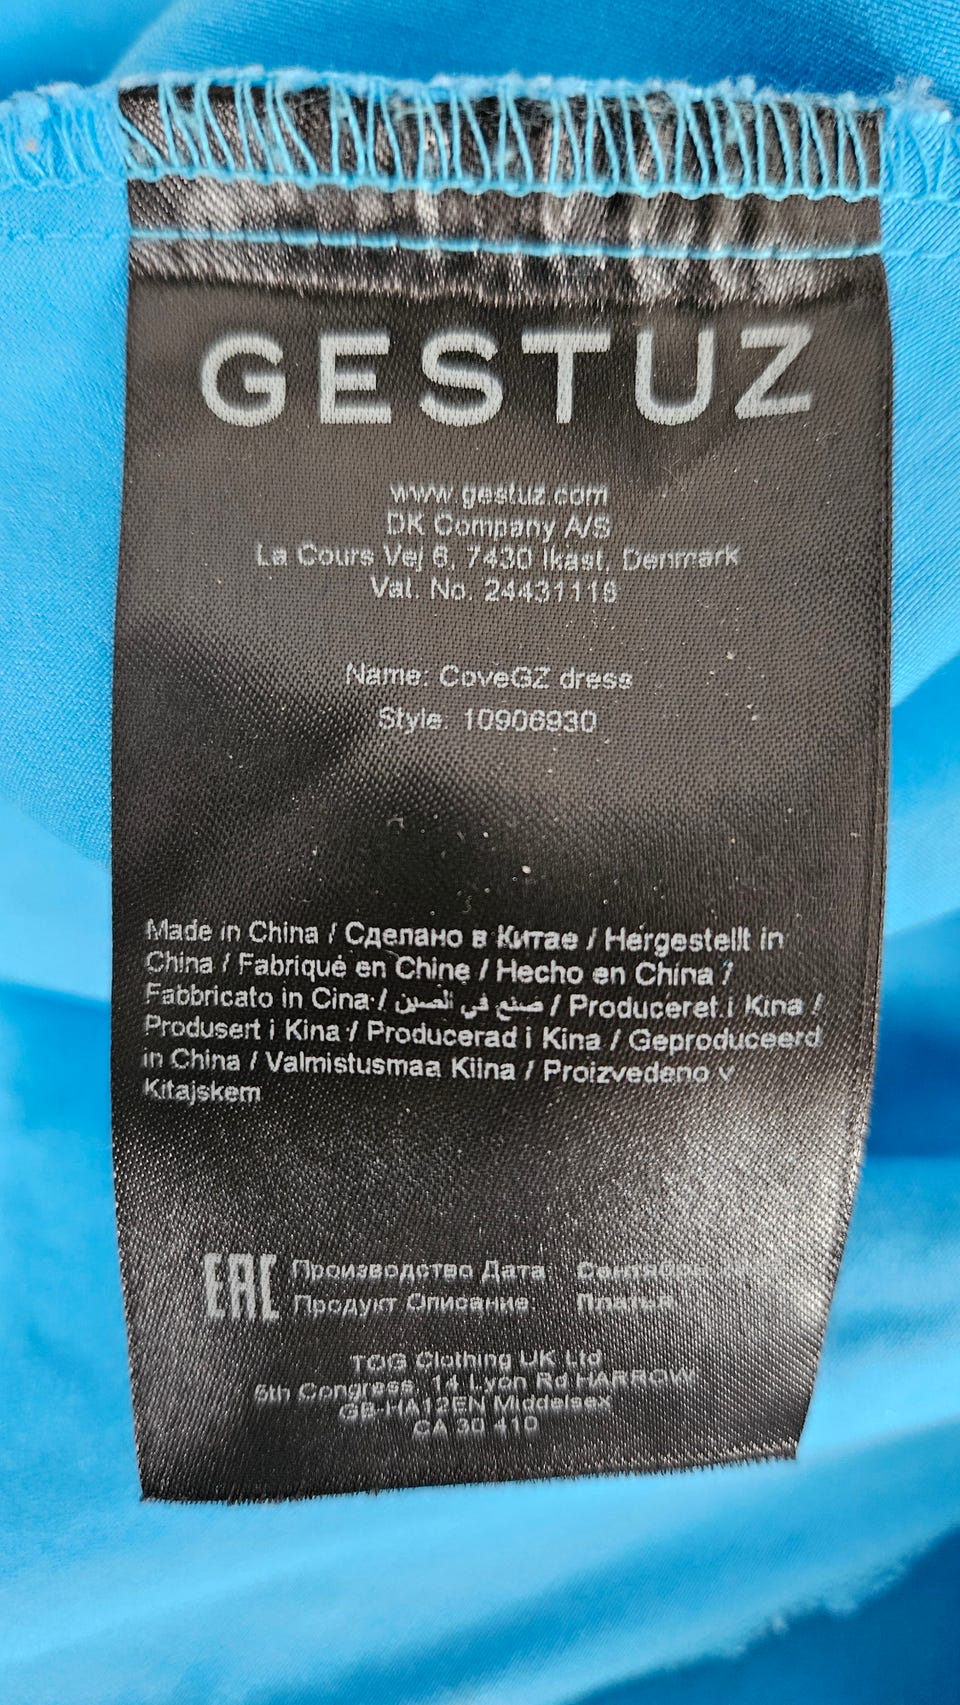 GESTUZ
www.gestuz.com
DK Company A/S
La Cours Vej 6, 7430 Ikast, Denmark
Vat. No. 24431118
Name: CoveGZ dress
Style: 10906930
Made in China / Сделано в Китае / Hergestellt in
China / Fabriqué en Chine / Hecho en China /
Fabbricato in Cina / صنع في الصين / Produceret i Kina /
Produsert i Kina / Producerad i Kina / Geproduceerd
in China / Valmistusmaa Kiina / Proizvedeno v
Kitajskem
EAC Производство Дата
Продукт Описание: Платья
TOG Clothing UK Ltd
5th Congress, 14 Lyon Rd HARROW
GB-HA12EN Middelsex
CA 30 410